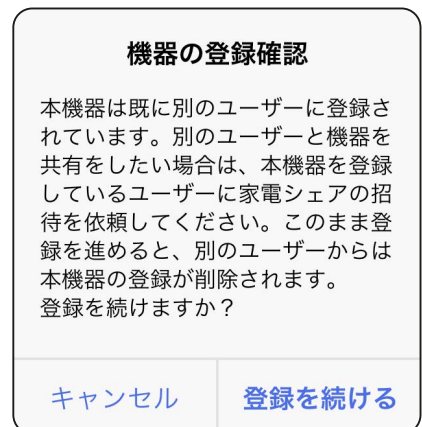 機器の登録確認
本機器は既に別のユーザーに登録さ
れています。別のユーザーと機器を
共有をしたい場合は、本機器を登録
しているユーザーに家電シェアの招
待を依頼してください。このまま登
録を進めると、別のユーザーからは
本機器の登録が削除されます。
登録を続けますか？
キャンセル
登録を続ける